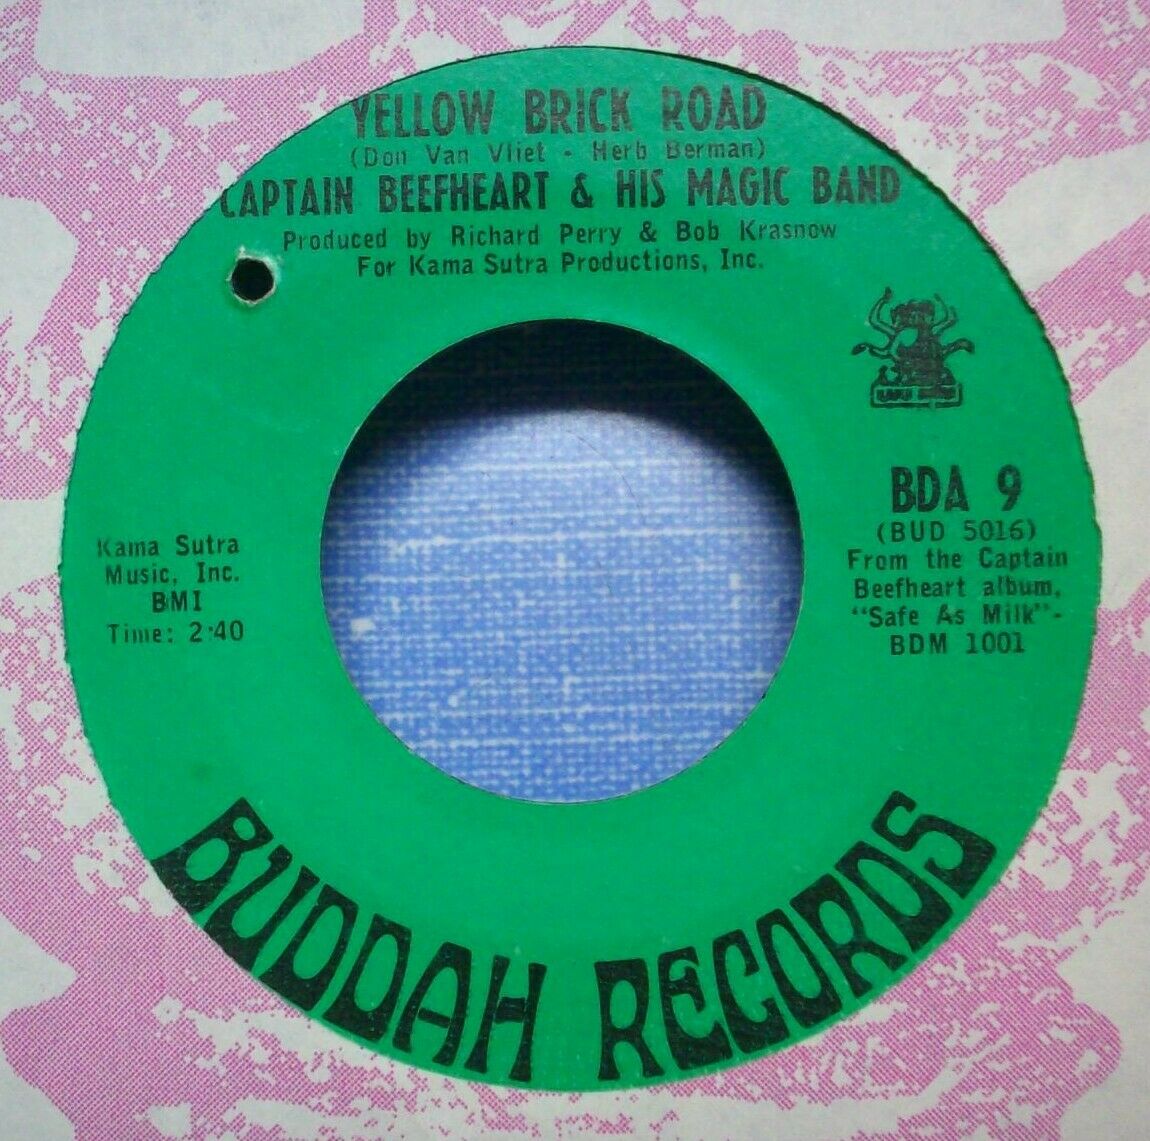 YELLOW BRICK ROAD
(Don Van Vliet - Herb Berman)
CAPTAIN BEEFHEART & HIS MAGIC BAND
Produced by Richard Perry & Bob Krasnow
For Kama Sutra Productions, Inc.
BDA 9
(BUD 5016)
From the Captain
Beefheart album,
"Safe As Milk"-
BDM 1001
Kama Sutra
Music, Inc.
BMI
Time: 2:40
BUDDAH RECORDS